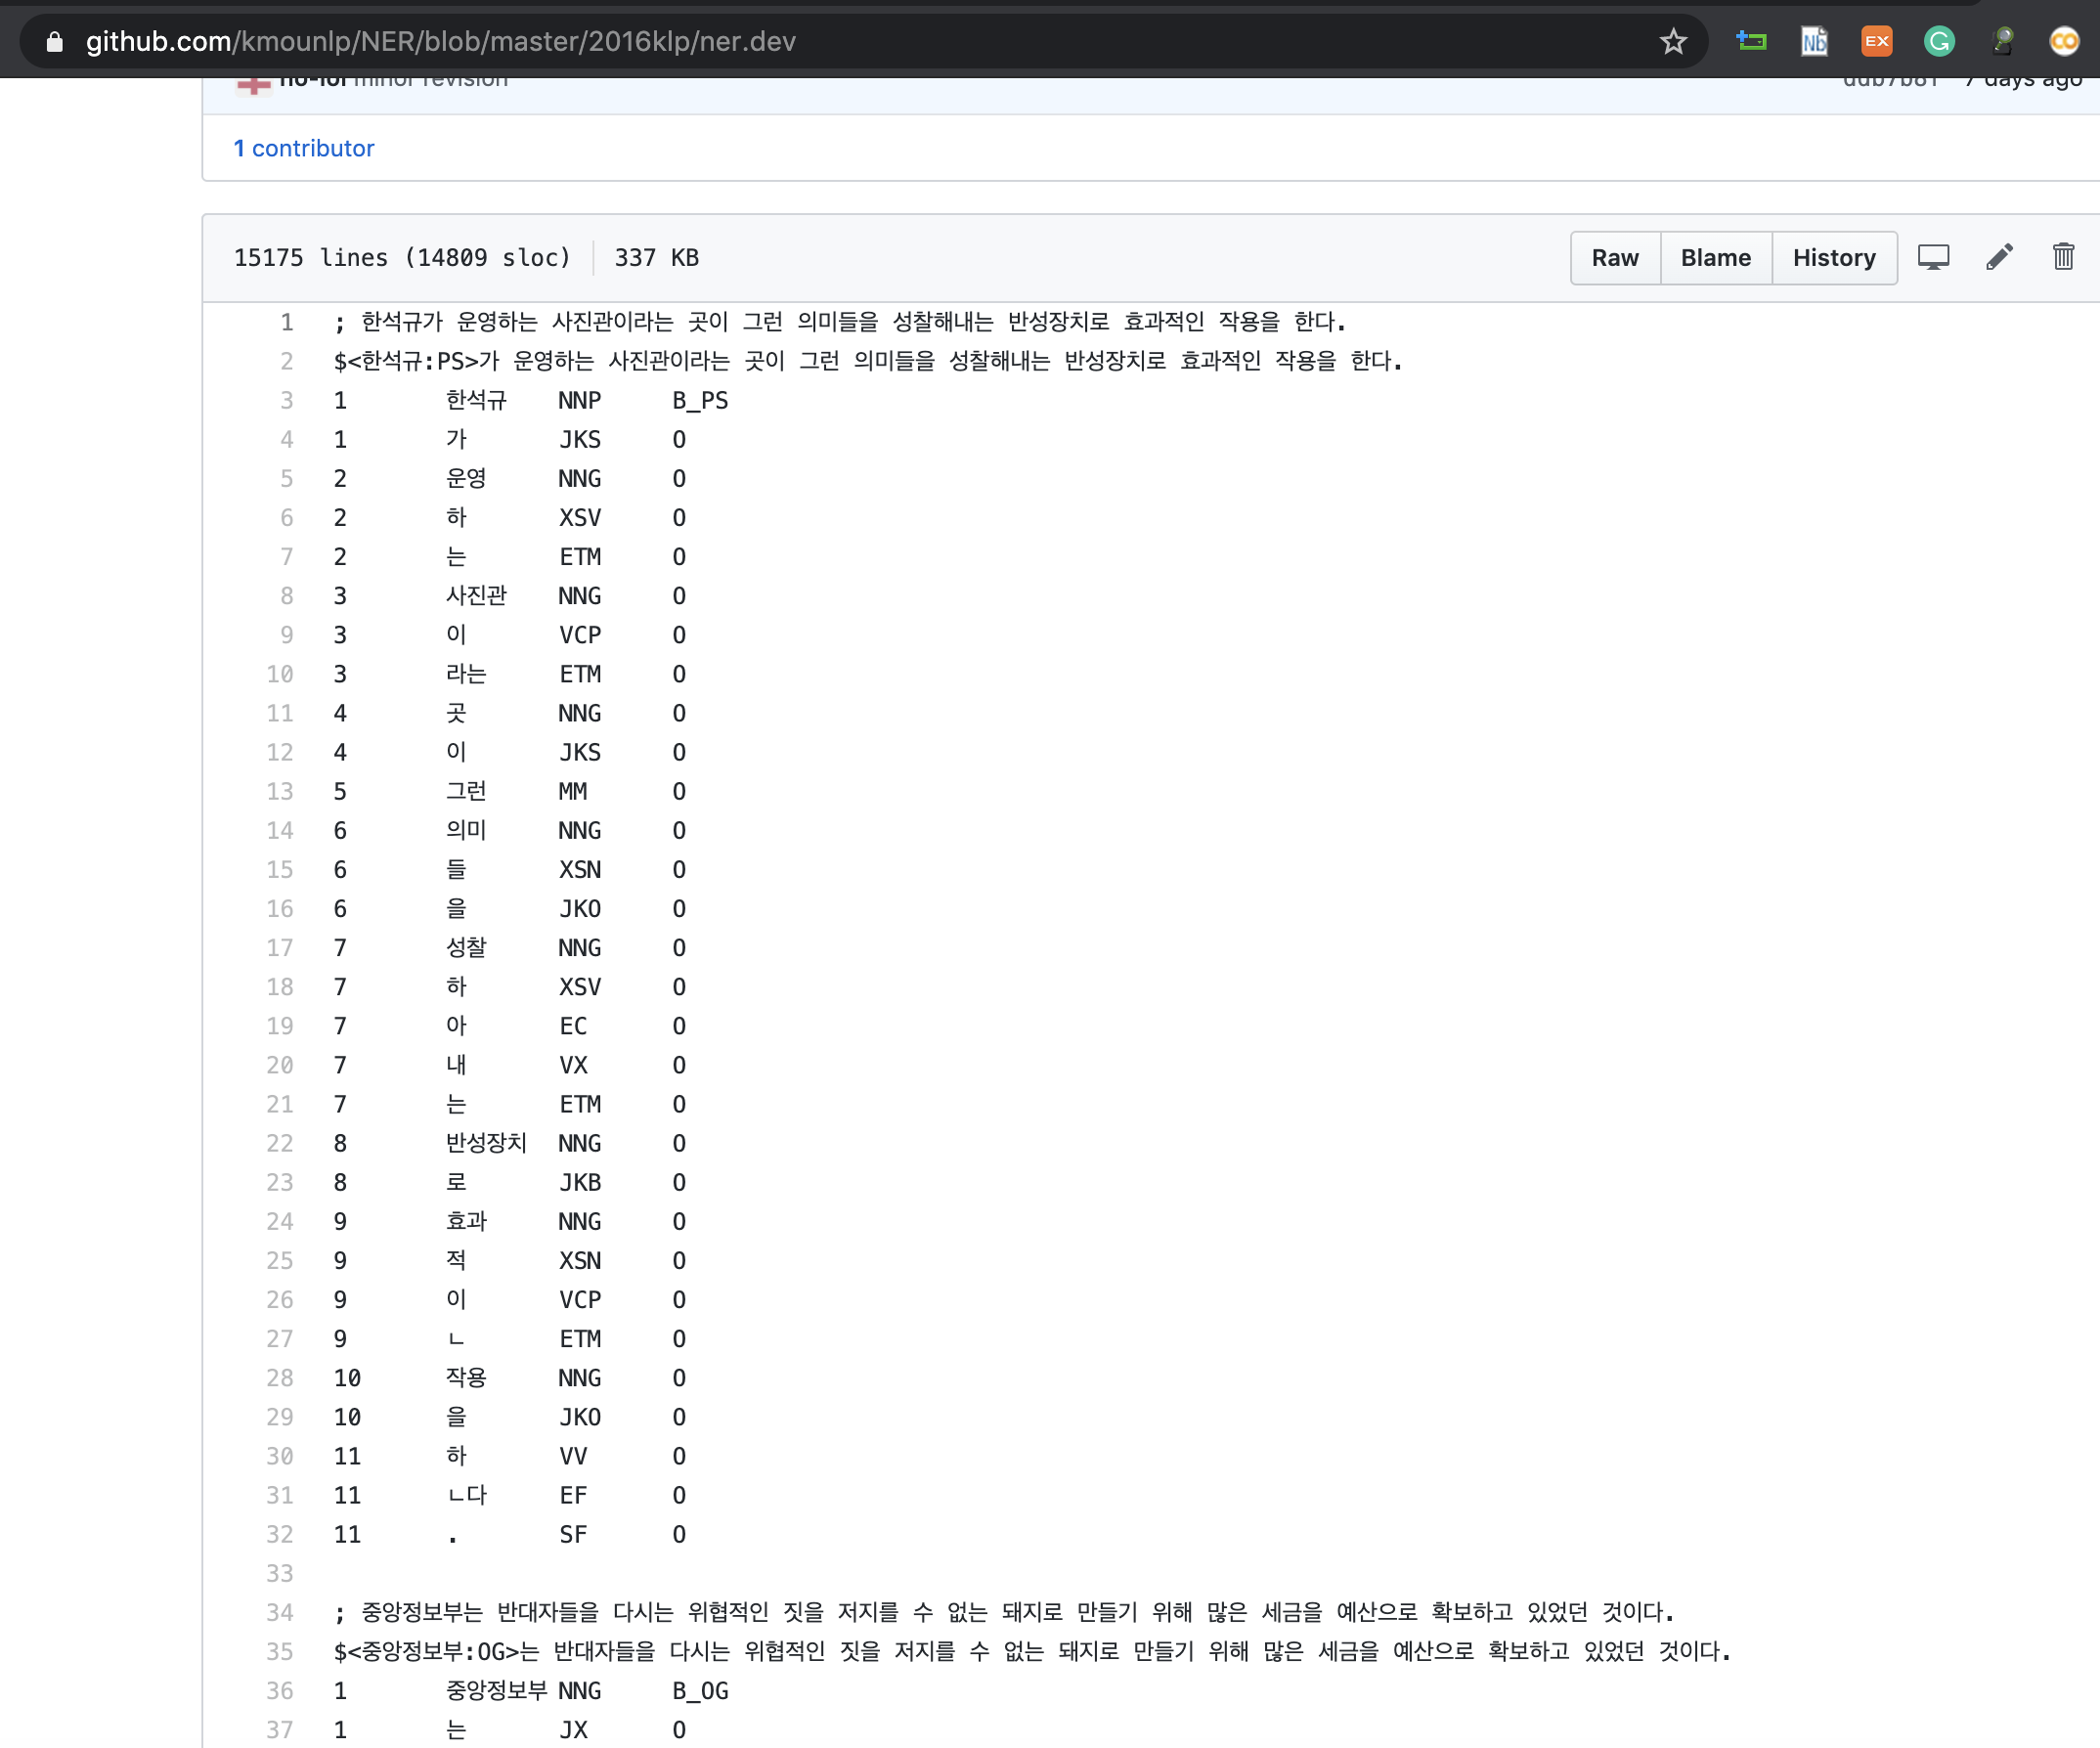 github.com/kmounlp/NER/blob/master/2016klp/ner.dev
minor revision 7 days ago
1 contributor
15175 lines (14809 sloc) 337 KB Raw Blame History
1 ; 한석규가 운영하는 사진관이라는 곳이 그런 의미들을 성찰해내는 반성장치로 효과적인 작용을 한다.
2 $<한석규:PS>가 운영하는 사진관이라는 곳이 그런 의미들을 성찰해내는 반성장치로 효과적인 작용을 한다.
3 1 한석규 NNP B_PS
4 1 가 JKS O
5 2 운영 NNG O
6 2 하 XSV O
7 2 는 ETM O
8 3 사진관 NNG O
9 3 이 VCP O
10 3 라는 ETM O
11 4 곳 NNG O
12 4 이 JKS O
13 5 그런 MM O
14 6 의미 NNG O
15 6 들 XSN O
16 6 을 JKO O
17 7 성찰 NNG O
18 7 하 XSV O
19 7 아 EC O
20 7 내 VX O
21 7 는 ETM O
22 8 반성장치 NNG O
23 8 로 JKB O
24 9 효과 NNG O
25 9 적 XSN O
26 9 이 VCP O
27 9 ㄴ ETM O
28 10 작용 NNG O
29 10 을 JKO O
30 11 하 VV O
31 11 ㄴ다 EF O
32 11 . SF O
33
34 ; 중앙정보부는 반대자들을 다시는 위협적인 짓을 저지를 수 없는 돼지로 만들기 위해 많은 세금을 예산으로 확보하고 있었던 것이다.
35 $<중앙정보부:OG>는 반대자들을 다시는 위협적인 짓을 저지를 수 없는 돼지로 만들기 위해 많은 세금을 예산으로 확보하고 있었던 것이다.
36 1 중앙정보부 NNG B_OG
37 1 는 JX O